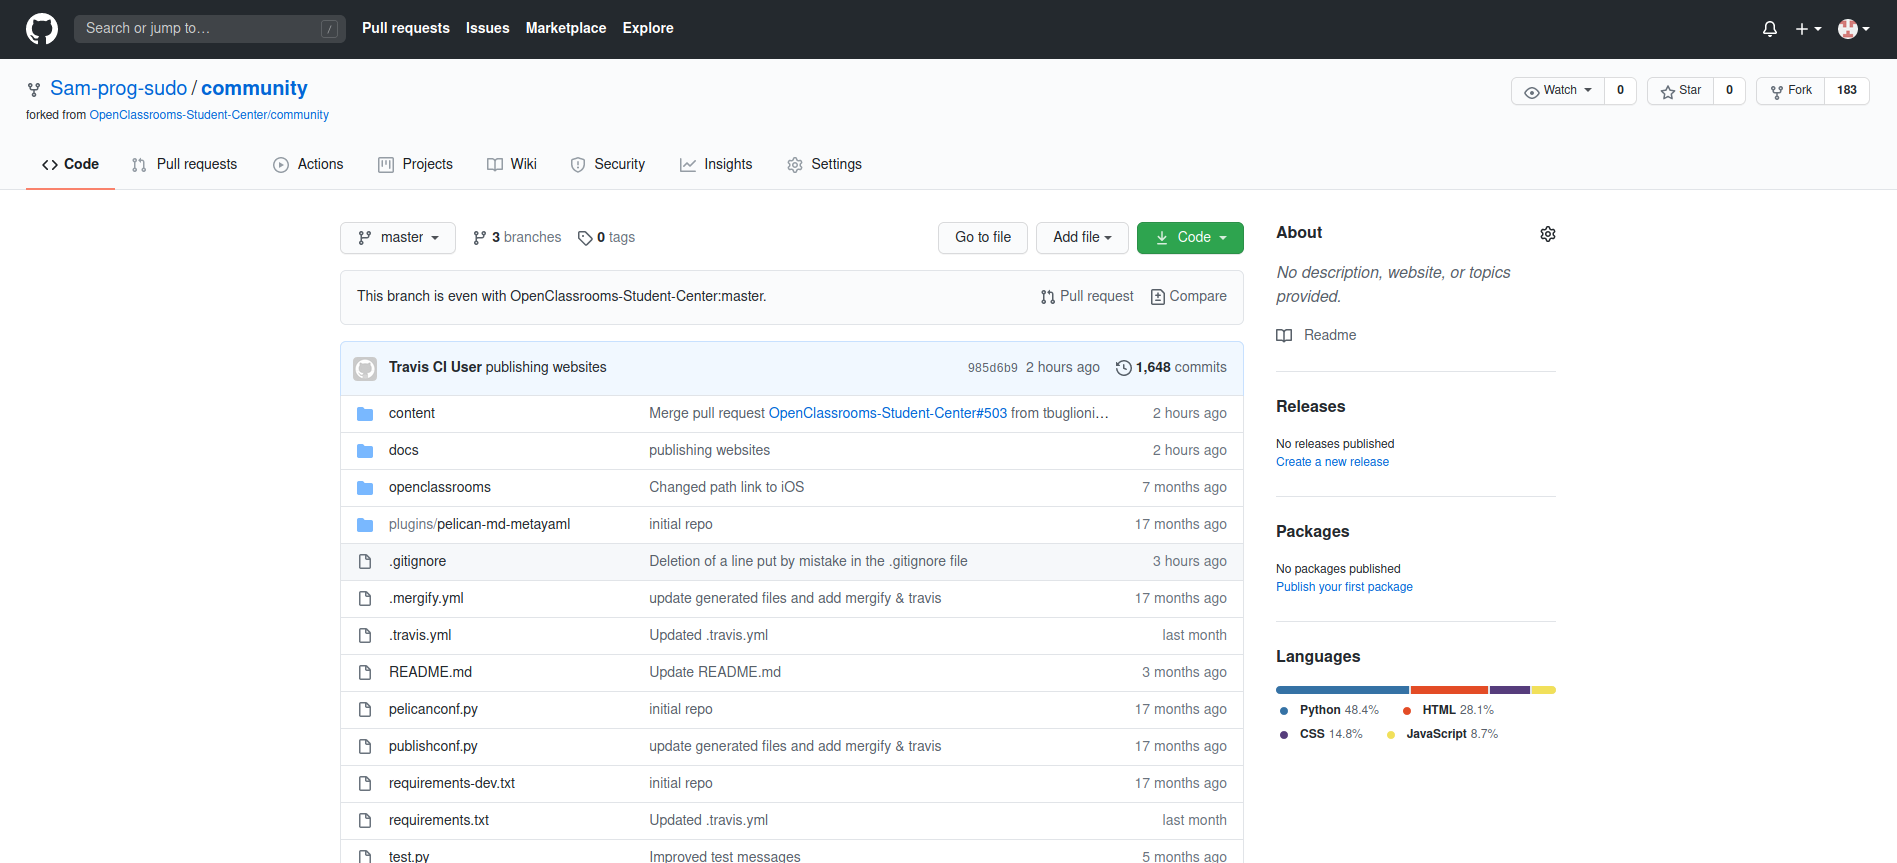 Search or jump to… /
Pull requests Issues Marketplace Explore
Sam-prog-sudo / community
forked from OpenClassrooms-Student-Center/community
Watch 0 Star 0 Fork 183
Code Pull requests Actions Projects Wiki Security Insights Settings
master 3 branches 0 tags
Go to file Add file Code
This branch is even with OpenClassrooms-Student-Center:master.
Pull request Compare
Travis CI User publishing websites 985d6b9 2 hours ago 1,648 commits
content Merge pull request OpenClassrooms-Student-Center#503 from tbuglioni… 2 hours ago
docs publishing websites 2 hours ago
openclassrooms Changed path link to iOS 7 months ago
plugins/pelican-md-metayaml initial repo 17 months ago
.gitignore Deletion of a line put by mistake in the .gitignore file 3 hours ago
.mergify.yml update generated files and add mergify & travis 17 months ago
.travis.yml Updated .travis.yml last month
README.md Update README.md 3 months ago
pelicanconf.py initial repo 17 months ago
publishconf.py update generated files and add mergify & travis 17 months ago
requirements-dev.txt initial repo 17 months ago
requirements.txt Updated .travis.yml last month
test.py Improved test messages 5 months ago
About
No description, website, or topics
provided.
Readme
Releases
No releases published
Create a new release
Packages
No packages published
Publish your first package
Languages
Python 48.4% HTML 28.1%
CSS 14.8% JavaScript 8.7%